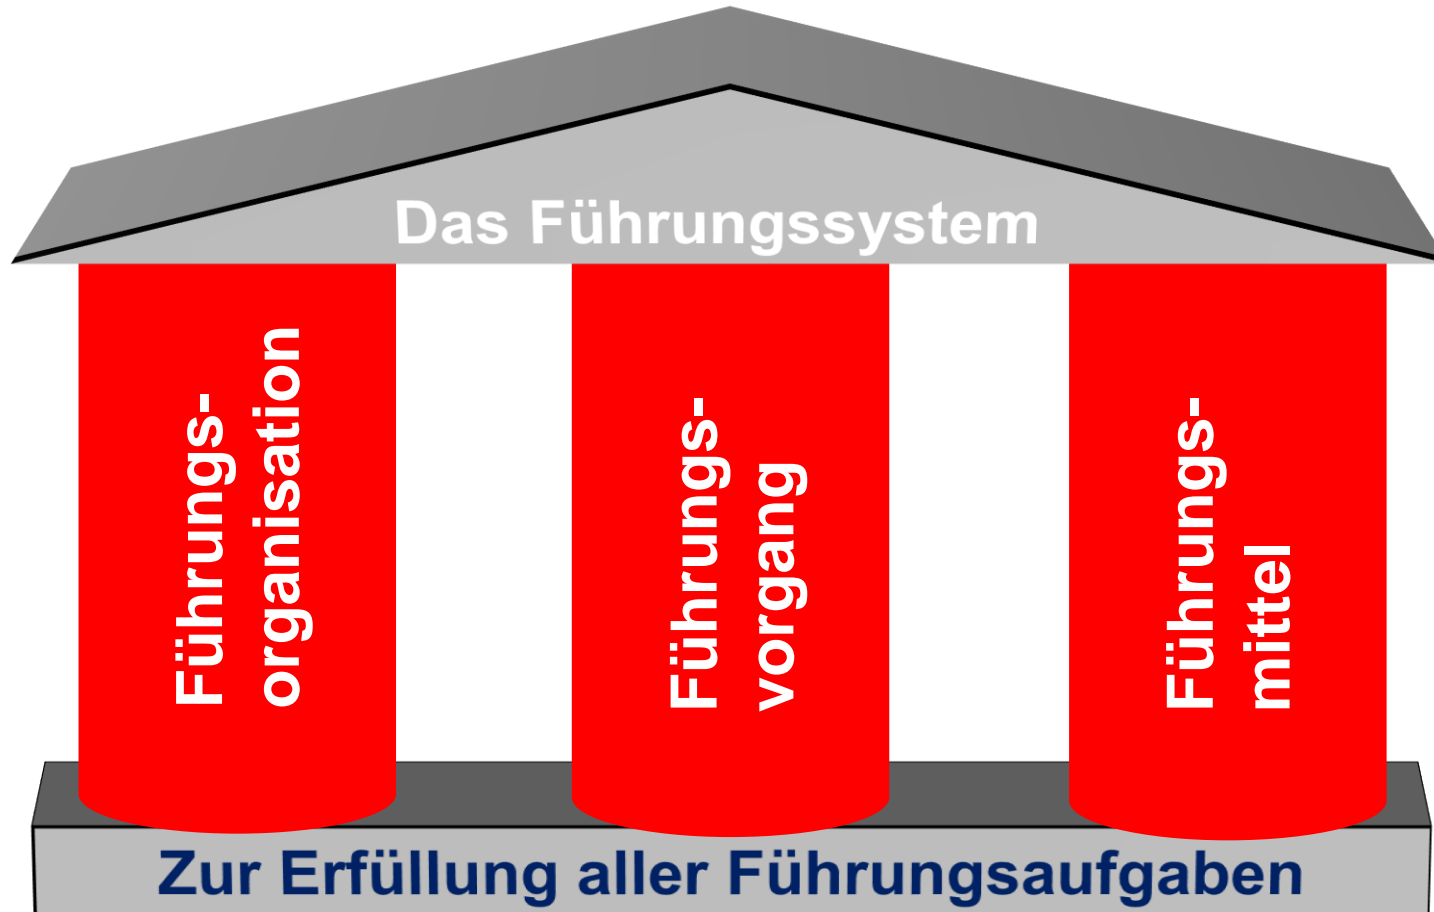 Das Führungssystem
Führungs-
organisation
Führungs-
vorgang
Führungs-
mittel
Zur Erfüllung aller Führungsaufgaben